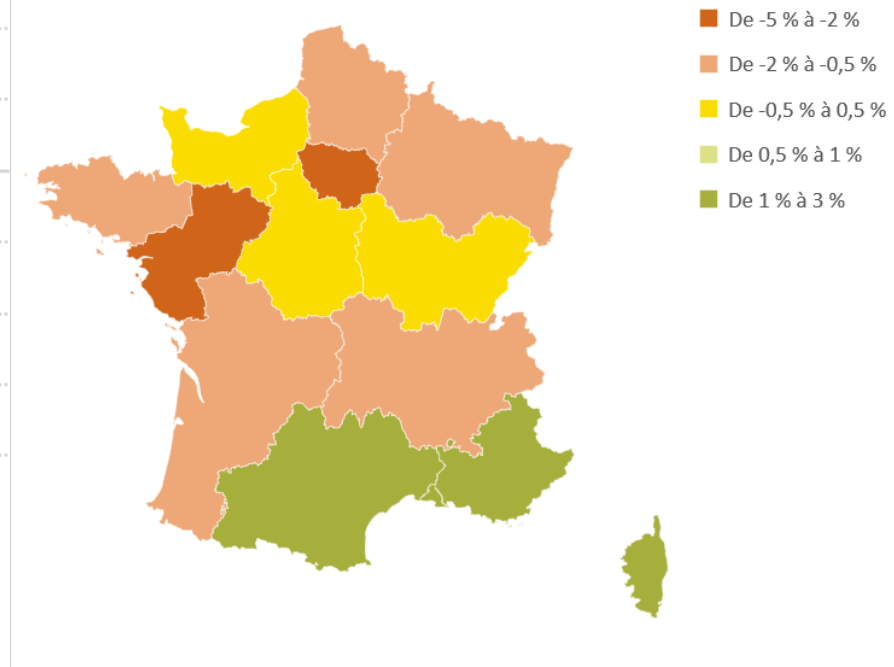 De -5 % à -2 %
De -2 % à -0,5 %
De -0,5 % à 0,5 %
De 0,5 % à 1 %
De 1 % à 3 %